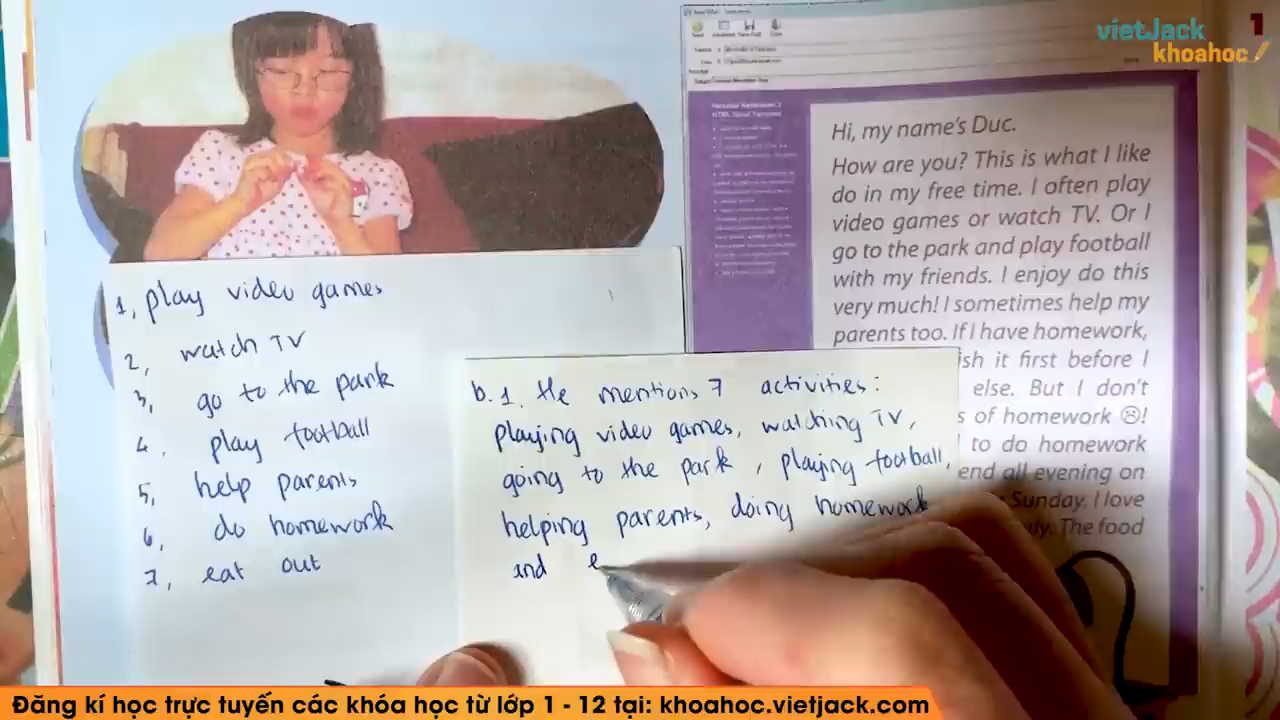 vietJack
khoahoc
1
Hi, my name's Duc.
How are you? This is what I like
do in my free time. I often play
video games or watch TV. Or I
go to the park and play football
with my friends. I enjoy do this
very much! I sometimes help my
parents too. If I have homework,
ish it first before I
else. But I don't
s of homework ☹!
to do homework
end all evening on
Sunday. I love
uly. The food
1, play video games
2, watch TV
3, go to the park
4, play football
5, help parents
6, do homework
7, eat out
b. 1. He mentions 7 activities:
playing video games, watching TV,
going to the park, playing football,
helping parents, doing homework
and e
Đăng kí học trực tuyến các khóa học từ lớp 1 - 12 tại: khoahoc.vietjack.com